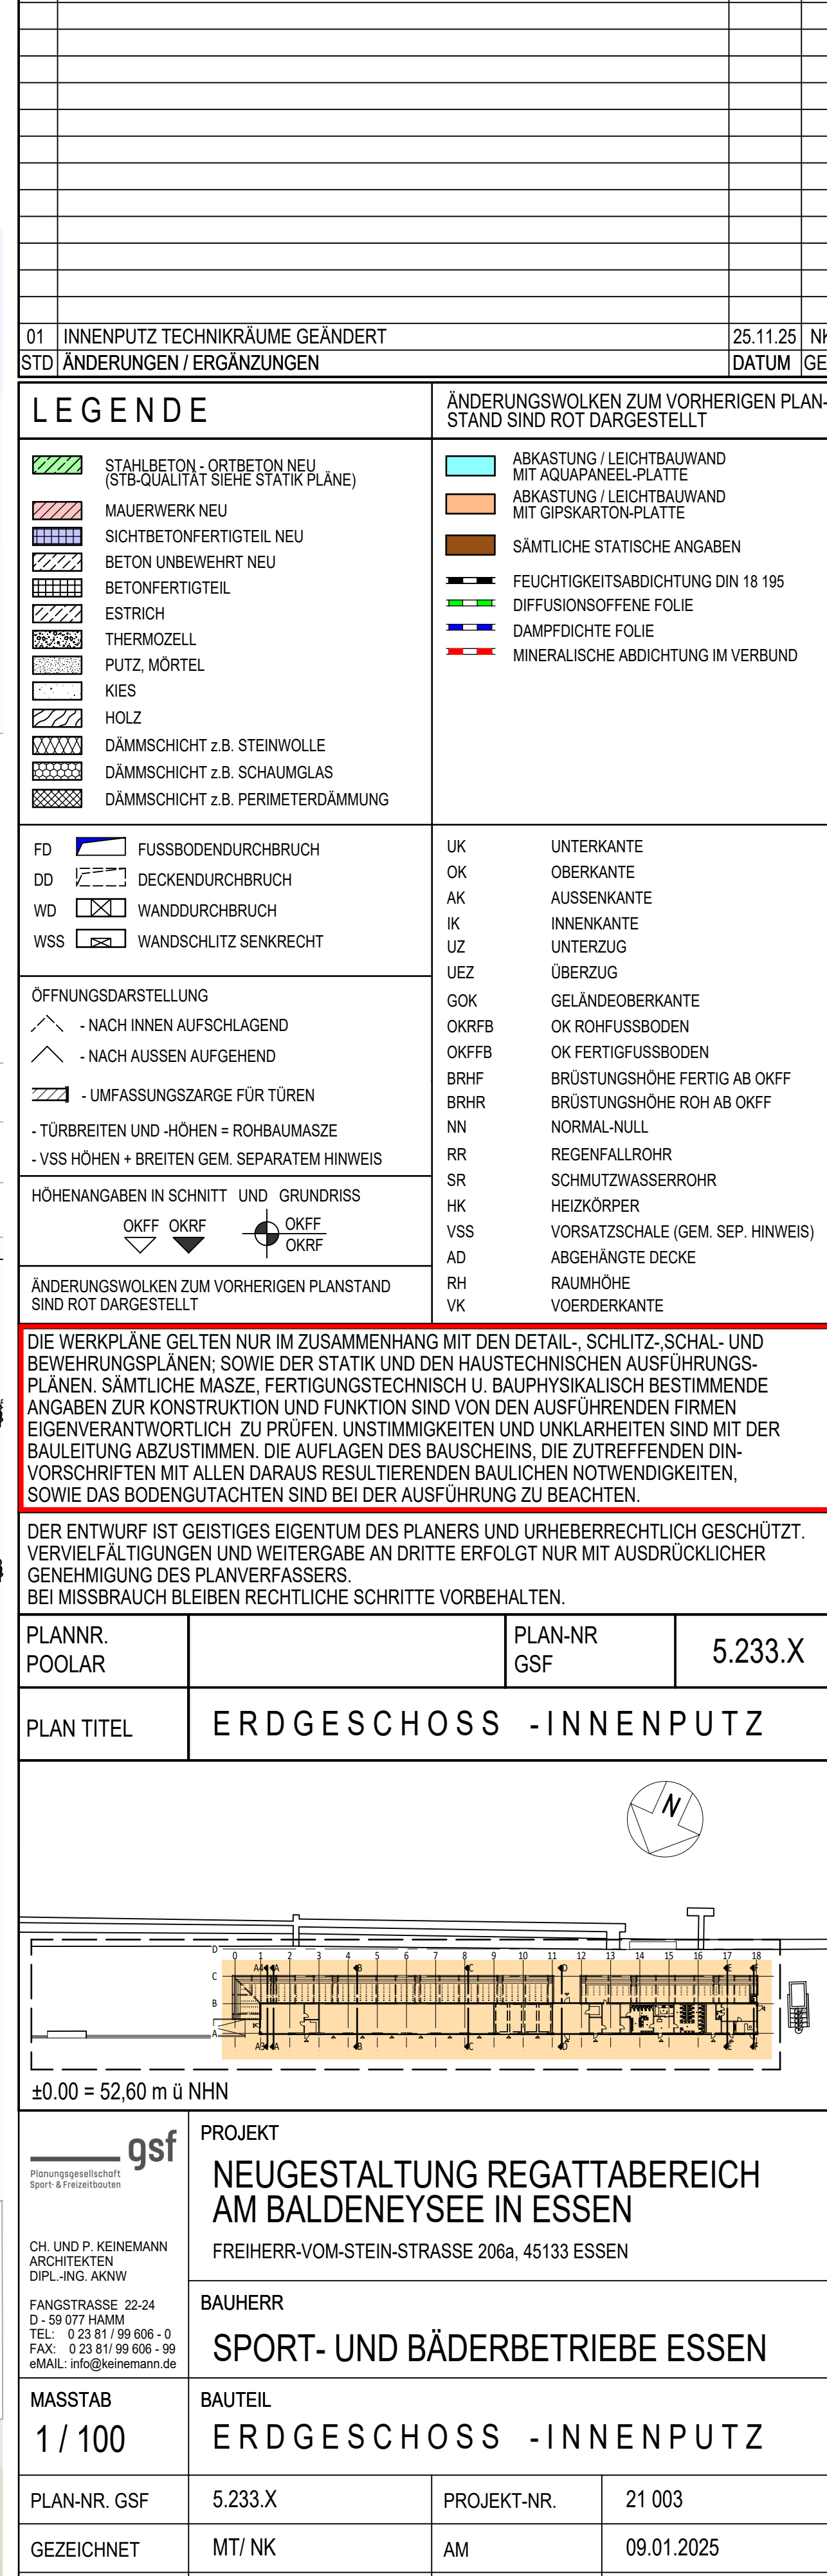 01 INNENPUTZ TECHNIKRÄUME GEÄNDERT 25.11.25
STD ÄNDERUNGEN / ERGÄNZUNGEN DATUM
LEGENDE
ÄNDERUNGSWOLKEN ZUM VORHERIGEN PLAN-
STAND SIND ROT DARGESTELLT
STAHLBETON - ORTBETON NEU
(STB-QUALITÄT SIEHE STATIK PLÄNE)
MAUERWERK NEU
SICHTBETONFERTIGTEIL NEU
BETON UNBEWEHRT NEU
BETONFERTIGTEIL
ESTRICH
THERMOZELL
PUTZ, MÖRTEL
KIES
HOLZ
DÄMMSCHICHT z.B. STEINWOLLE
DÄMMSCHICHT z.B. SCHAUMGLAS
DÄMMSCHICHT z.B. PERIMETERDÄMMUNG
ABKASTUNG / LEICHTBAUWAND
MIT AQUAPANEEL-PLATTE
ABKASTUNG / LEICHTBAUWAND
MIT GIPSKARTON-PLATTE
SÄMTLICHE STATISCHE ANGABEN
FEUCHTIGKEITSABDICHTUNG DIN 18 195
DIFFUSIONSOFFENE FOLIE
DAMPFDICHTE FOLIE
MINERALISCHE ABDICHTUNG IM VERBUND
FD FUSSBODENDURCHBRUCH
DD DECKENDURCHBRUCH
WD WANDDURCHBRUCH
WSS WANDSCHLITZ SENKRECHT
ÖFFNUNGSDARSTELLUNG
- NACH INNEN AUFSCHLAGEND
- NACH AUSSEN AUFGEHEND
- UMFASSUNGSZARGE FÜR TÜREN
- TÜRBREITEN UND -HÖHEN = ROHBAUMASZE
- VSS HÖHEN + BREITEN GEM. SEPARATEM HINWEIS
HÖHENANGABEN IN SCHNITT UND GRUNDRISS
OKFF OKRF OKFF
OKRF
ÄNDERUNGSWOLKEN ZUM VORHERIGEN PLANSTAND
SIND ROT DARGESTELLT
UK UNTERKANTE
OK OBERKANTE
AK AUSSENKANTE
IK INNENKANTE
UZ UNTERZUG
UEZ ÜBERZUG
GOK GELÄNDEOBERKANTE
OKRFB OK ROHFUSSBODEN
OKFFB OK FERTIGFUSSBODEN
BRHF BRÜSTUNGSHÖHE FERTIG AB OKFF
BRHR BRÜSTUNGSHÖHE ROH AB OKFF
NN NORMAL-NULL
RR REGENFALLROHR
SR SCHMUTZWASSERROHR
HK HEIZKÖRPER
VSS VORSATZSCHALE (GEM. SEP. HINWEIS)
AD ABGEHÄNGTE DECKE
RH RAUMHÖHE
VK VOERDERKANTE
DIE WERKPLÄNE GELTEN NUR IM ZUSAMMENHANG MIT DEN DETAIL-, SCHLITZ-,SCHAL- UND
BEWEHRUNGSPLÄNEN; SOWIE DER STATIK UND DEN HAUSTECHNISCHEN AUSFÜHRUNGS-
PLÄNEN. SÄMTLICHE MASZE, FERTIGUNGSTECHNISCH U. BAUPHYSIKALISCH BESTIMMENDE
ANGABEN ZUR KONSTRUKTION UND FUNKTION SIND VON DEN AUSFÜHRENDEN FIRMEN
EIGENVERANTWORTLICH ZU PRÜFEN. UNSTIMMIGKEITEN UND UNKLARHEITEN SIND MIT DER
BAULEITUNG ABZUSTIMMEN. DIE AUFLAGEN DES BAUSCHEINS, DIE ZUTREFFENDEN DIN-
VORSCHRIFTEN MIT ALLEN DARAUS RESULTIERENDEN BAULICHEN NOTWENDIGKEITEN,
SOWIE DAS BODENGUTACHTEN SIND BEI DER AUSFÜHRUNG ZU BEACHTEN.
DER ENTWURF IST GEISTIGES EIGENTUM DES PLANERS UND URHEBERRECHTLICH GESCHÜTZT.
VERVIELFÄLTIGUNGEN UND WEITERGABE AN DRITTE ERFOLGT NUR MIT AUSDRÜCKLICHER
GENEHMIGUNG DES PLANVERFASSERS.
BEI MISSBRAUCH BLEIBEN RECHTLICHE SCHRITTE VORBEHALTEN.
PLANNR.
POOLAR
PLAN-NR
GSF
5.233.X
PLAN TITEL ERDGESCHOSS -INNENPUTZ
N
D
0 1 2 3 4 5 6 7 8 9 10 11 12 13 14 15 16 17 18
A4 A B C D E F
C
B
A
A3 A B C D E F
±0.00 = 52,60 m ü NHN
gsf
Planungsgesellschaft
Sport- & Freizeitbauten
CH. UND P. KEINEMANN
ARCHITEKTEN
DIPL.-ING. AKNW
FANGSTRASSE 22-24
D - 59 077 HAMM
TEL: 0 23 81 / 99 606 - 0
FAX: 0 23 81/ 99 606 - 99
eMAIL: info@keinemann.de
PROJEKT
NEUGESTALTUNG REGATTABEREICH
AM BALDENEYSEE IN ESSEN
FREIHERR-VOM-STEIN-STRASSE 206a, 45133 ESSEN
BAUHERR
SPORT- UND BÄDERBETRIEBE ESSEN
MASSTAB
1 / 100
BAUTEIL
ERDGESCHOSS -INNENPUTZ
PLAN-NR. GSF 5.233.X PROJEKT-NR. 21 003
GEZEICHNET MT/ NK AM 09.01.2025